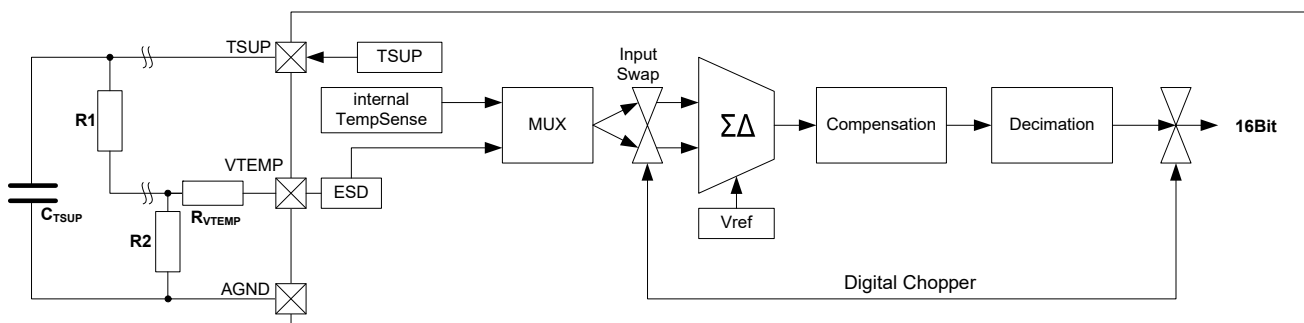 TSUP
TSUP
Input
Swap
internal
TempSense
R1
MUX
ΣΔ
Compensation
Decimation
16Bit
VTEMP
ESD
CTSUP
RVTEMP
R2
Vref
AGND
Digital Chopper